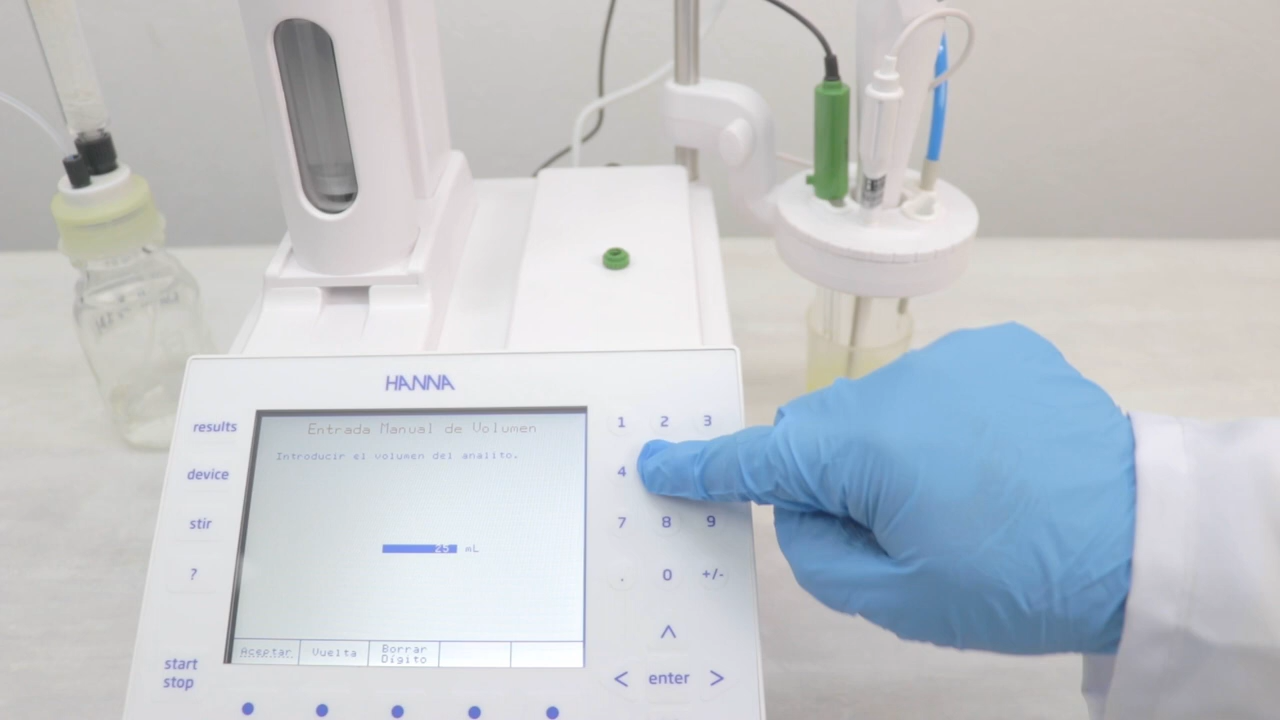 HANNA
results
device
stir
?
start
stop
Entrada Manual de Volumen
Introducir el volumen del analito.
25 mL
Aceptar
Vuelta
Borrar
Dígito
1 2 3
4
7 8 9
. 0 +/-
< enter >